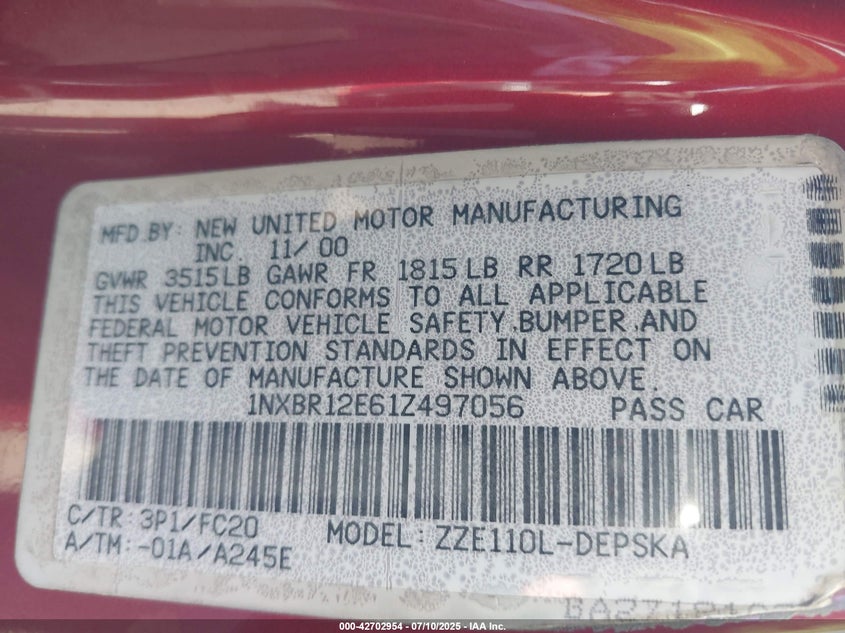 MFD.BY: NEW UNITED MOTOR MANUFACTURING
INC. 11/00
GVWR 3515LB GAWR FR 1815LB RR 1720LB
THIS VEHICLE CONFORMS TO ALL APPLICABLE
FEDERAL MOTOR VEHICLE SAFETY,BUMPER,AND
THEFT PREVENTION STANDARDS IN EFFECT ON
THE DATE OF MANUFACTURE SHOWN ABOVE.
1NXBR12E61Z497056 PASS CAR
C/TR: 3P1/FC20 MODEL: ZZE110L-DEPSKA
A/TM: -01A/A245E
000-42702954 - 07/10/2025 - IAA Inc.